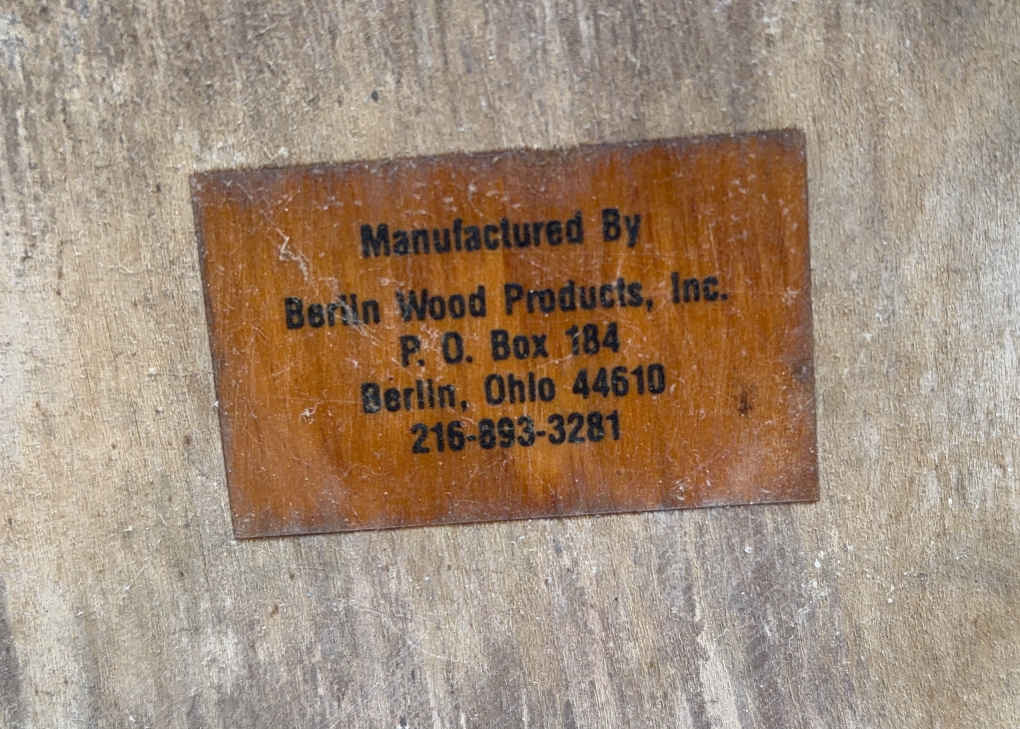 Manufactured By
Berlin Wood Products, Inc.
P. O. Box 184
Berlin, Ohio 44610
216-893-3281